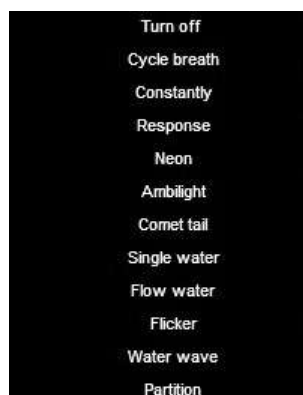 Turn off
Cycle breath
Constantly
Response
Neon
Ambilight
Comet tail
Single water
Flow water
Flicker
Water wave
Partition